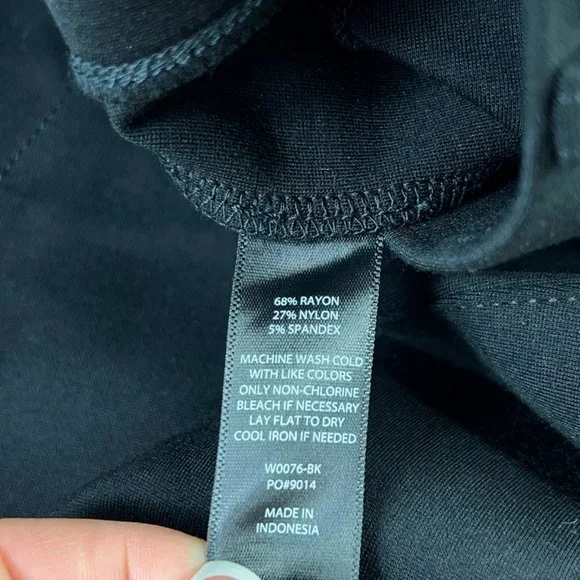 68% RAYON
27% NYLON
5% SPANDEX
MACHINE WASH COLD
WITH LIKE COLORS
ONLY NON-CHLORINE
BLEACH IF NECESSARY
LAY FLAT TO DRY
COOL IRON IF NEEDED
W0076-BK
PO#9014
MADE IN
INDONESIA